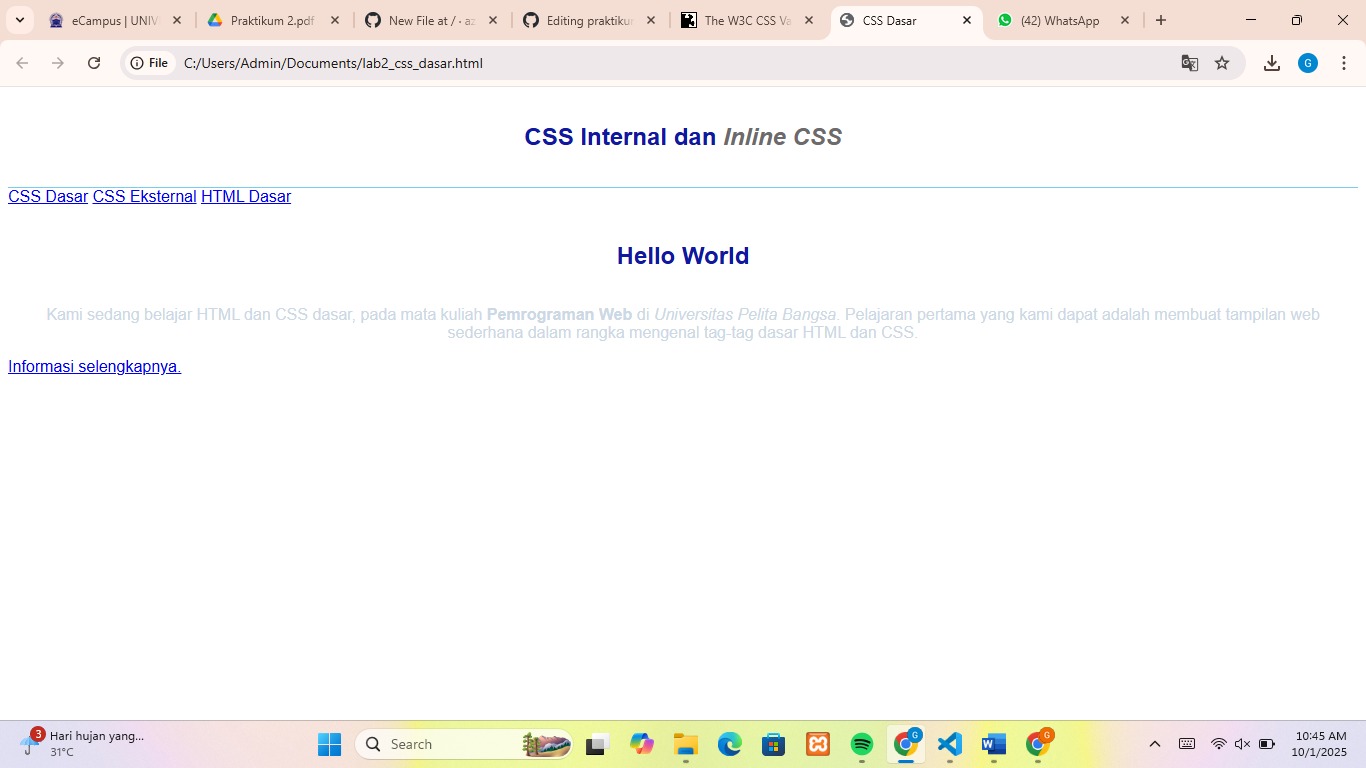 eCampus | UNIV
Praktikum 2.pdf
New File at / · az
Editing praktikur
The W3C CSS Va
CSS Dasar
(42) WhatsApp
File
C:/Users/Admin/Documents/lab2_css_dasar.html
G
CSS Internal dan Inline CSS
CSS Dasar CSS Eksternal HTML Dasar
Hello World
Kami sedang belajar HTML dan CSS dasar, pada mata kuliah Pemrograman Web di Universitas Pelita Bangsa. Pelajaran pertama yang kami dapat adalah membuat tampilan web
sederhana dalam rangka mengenal tag-tag dasar HTML dan CSS.
Informasi selengkapnya.
3
Hari hujan yang...
31°C
Search
G
G
10:45 AM
10/1/2025